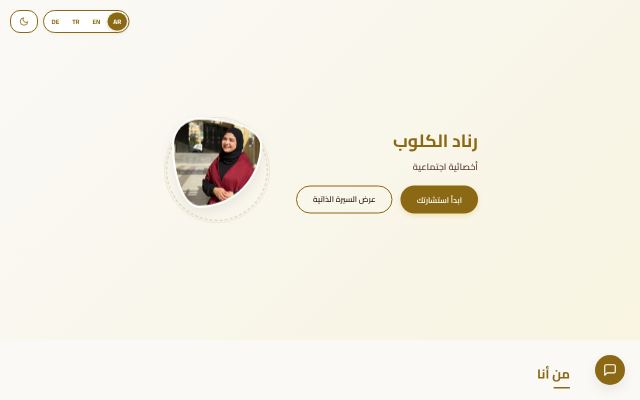 DE TR EN AR
رناد الكلوب
أخصائية اجتماعية
ابدأ استشارتك
عرض السيرة الذاتية
من أنا